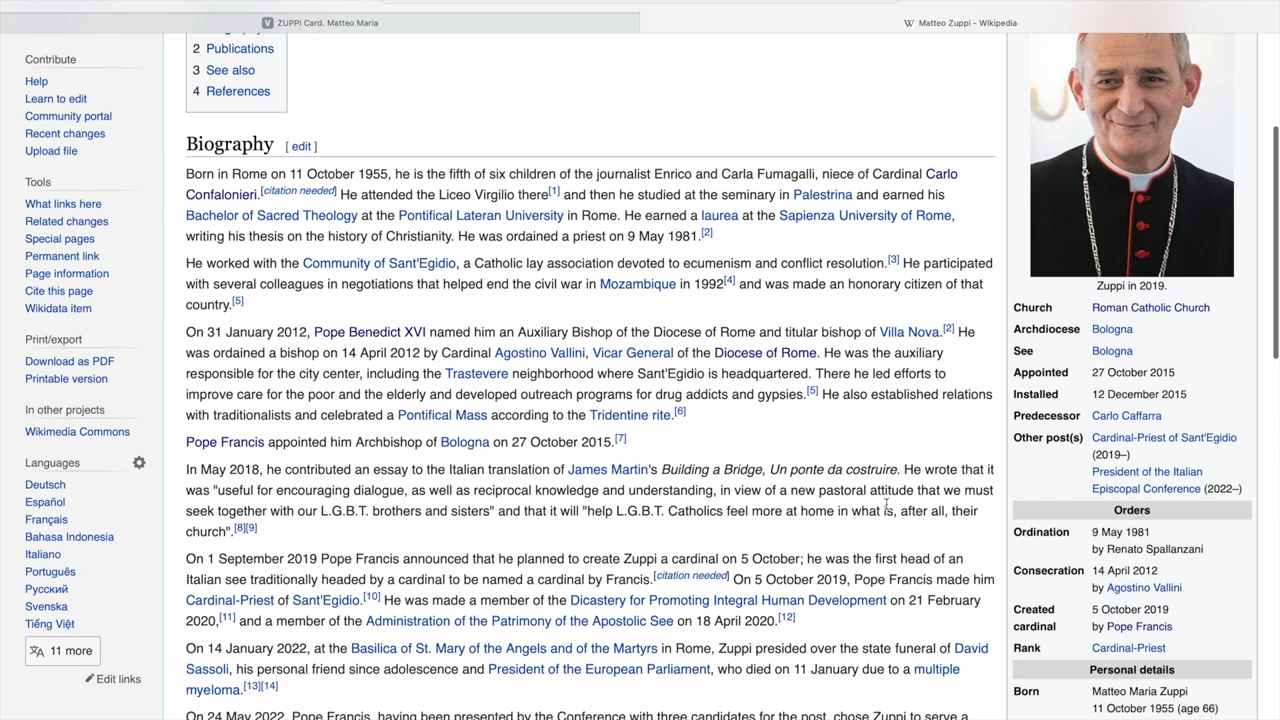 ZUPPI Card. Matteo Maria
Matteo Zuppi - Wikipedia
Contribute
Help
Learn to edit
Community portal
Recent changes
Upload file
Tools
What links here
Related changes
Special pages
Permanent link
Page information
Cite this page
Wikidata item
Print/export
Download as PDF
Printable version
In other projects
Wikimedia Commons
Languages
Deutsch
Español
Français
Bahasa Indonesia
Italiano
Português
Русский
Svenska
Tiếng Việt
11 more
Edit links
2 Publications
3 See also
4 References
Biography [ edit ]
Born in Rome on 11 October 1955, he is the fifth of six children of the journalist Enrico and Carla Fumagalli, niece of Cardinal Carlo
Confalonieri.[citation needed] He attended the Liceo Virgilio there[1] and then he studied at the seminary in Palestrina and earned his
Bachelor of Sacred Theology at the Pontifical Lateran University in Rome. He earned a laurea at the Sapienza University of Rome,
writing his thesis on the history of Christianity. He was ordained a priest on 9 May 1981.[2]
He worked with the Community of Sant'Egidio, a Catholic lay association devoted to ecumenism and conflict resolution.[3] He participated
with several colleagues in negotiations that helped end the civil war in Mozambique in 1992[4] and was made an honorary citizen of that
country.[5]
On 31 January 2012, Pope Benedict XVI named him an Auxiliary Bishop of the Diocese of Rome and titular bishop of Villa Nova.[2] He
was ordained a bishop on 14 April 2012 by Cardinal Agostino Vallini, Vicar General of the Diocese of Rome. He was the auxiliary
responsible for the city center, including the Trastevere neighborhood where Sant'Egidio is headquartered. There he led efforts to
improve care for the poor and the elderly and developed outreach programs for drug addicts and gypsies.[5] He also established relations
with traditionalists and celebrated a Pontifical Mass according to the Tridentine rite.[6]
Pope Francis appointed him Archbishop of Bologna on 27 October 2015.[7]
In May 2018, he contributed an essay to the Italian translation of James Martin's Building a Bridge, Un ponte da costruire. He wrote that it
was "useful for encouraging dialogue, as well as reciprocal knowledge and understanding, in view of a new pastoral attitude that we must
seek together with our L.G.B.T. brothers and sisters" and that it will "help L.G.B.T. Catholics feel more at home in what is, after all, their
church".[8][9]
On 1 September 2019 Pope Francis announced that he planned to create Zuppi a cardinal on 5 October; he was the first head of an
Italian see traditionally headed by a cardinal to be named a cardinal by Francis.[citation needed] On 5 October 2019, Pope Francis made him
Cardinal-Priest of Sant'Egidio.[10] He was made a member of the Dicastery for Promoting Integral Human Development on 21 February
2020,[11] and a member of the Administration of the Patrimony of the Apostolic See on 18 April 2020.[12]
On 14 January 2022, at the Basilica of St. Mary of the Angels and of the Martyrs in Rome, Zuppi presided over the state funeral of David
Sassoli, his personal friend since adolescence and President of the European Parliament, who died on 11 January due to a multiple
myeloma.[13][14]
On 24 May 2022, Pope Francis, having been presented by the Conference with three candidates for the post, chose Zuppi to serve a
Zuppi in 2019.
Church Roman Catholic Church
Archdiocese Bologna
See Bologna
Appointed 27 October 2015
Installed 12 December 2015
Predecessor Carlo Caffarra
Other post(s) Cardinal-Priest of Sant'Egidio
(2019–)
President of the Italian
Episcopal Conference (2022–)
Orders
Ordination 9 May 1981
by Renato Spallanzani
Consecration 14 April 2012
by Agostino Vallini
Created cardinal 5 October 2019
by Pope Francis
Rank Cardinal-Priest
Personal details
Born Matteo Maria Zuppi
11 October 1955 (age 66)